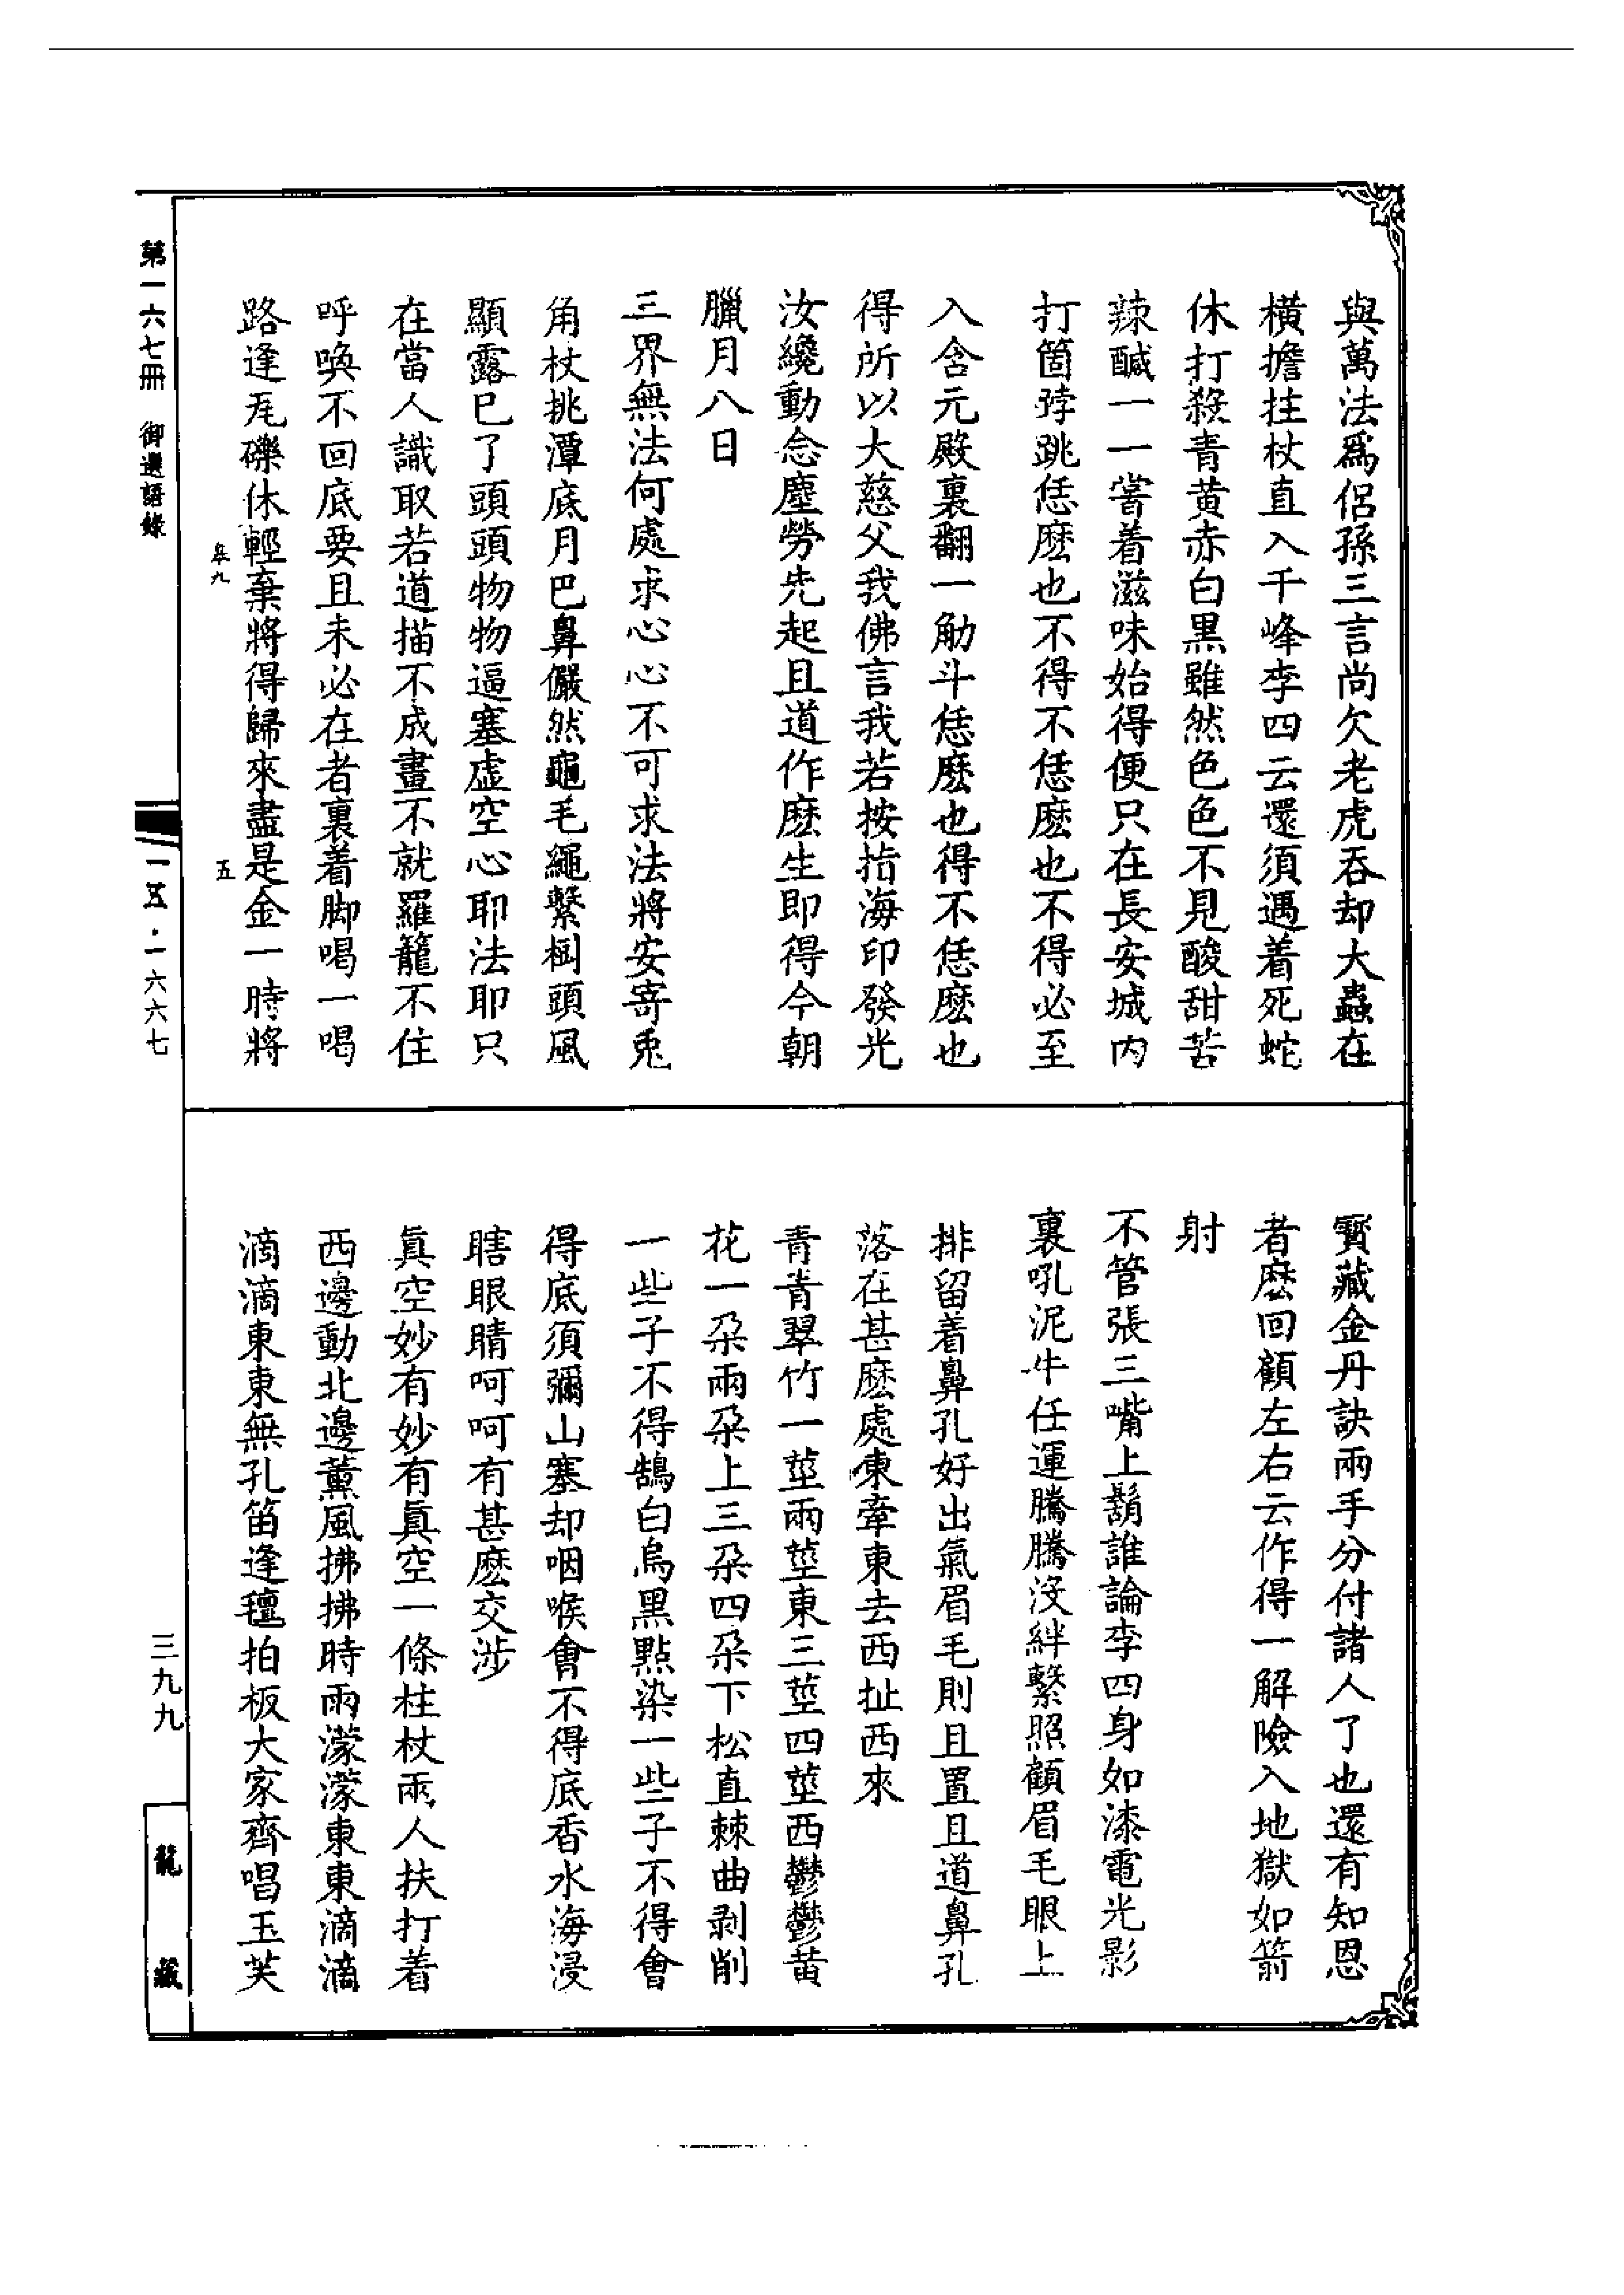 與萬法爲侶孫三言尚欠老虎吞却大蟲在
橫擔拄杖直入千峰李四云還須遇着死蛇
休打殺青黄赤白黒雖然色色不見酸甜苦
辣醎一一嘗着滋味始得便只在長安城内
打箇𨁝跳恁麽也不得不恁麽也不得必至
入含元殿裏翻一觔斗恁麽也得不恁麽也
得所以大慈父我佛言我若按指海印發光
汝纔動念塵勞先起且道作麽生即得今朝
臘月八日
三界無法何處求心心不可求法將安寄兎
角杖挑潭底月巴鼻儼然龜毛繩繫樹頭風
顯露已了頭頭物物逼塞虚空心耶法耶只
在當人識取若道描不成畫不就羅籠不住
呼喚不回底要且未必在者裏着脚喝一喝
路逢瓦礫休輕棄將得歸來盡是金一時將
寳藏金丹訣兩手分付諸人了也還有知恩
者麽回顧左右云作得一解險入地獄如箭
射
不管張三嘴上鬍誰論李四身如漆電光影
裏吼泥牛任運騰騰沒絆繫照顧眉毛眼上
排留着鼻孔好出氣眉毛則且置且道鼻孔
落在甚麽處東牽東去西扯西來
青青翠竹一莖兩莖東三莖四莖西鬱鬱黄
花一朶兩朶上三朶四朶下松直棘曲剥削
一些子不得鵠白烏黑點染一些子不得會
得底須彌山塞却咽喉會不得底香水海浸
瞎眼睛呵呵有甚麽交涉
眞空妙有妙有眞空一條柱杖兩人扶打着
西邊動北邊薰風拂拂時雨濛濛東東滴滴
滴滴東東無孔笛逢氊拍板大家齊唱玉芙
第一六七冊　御選語錄
一五·一六六七
三九九
龍藏
五